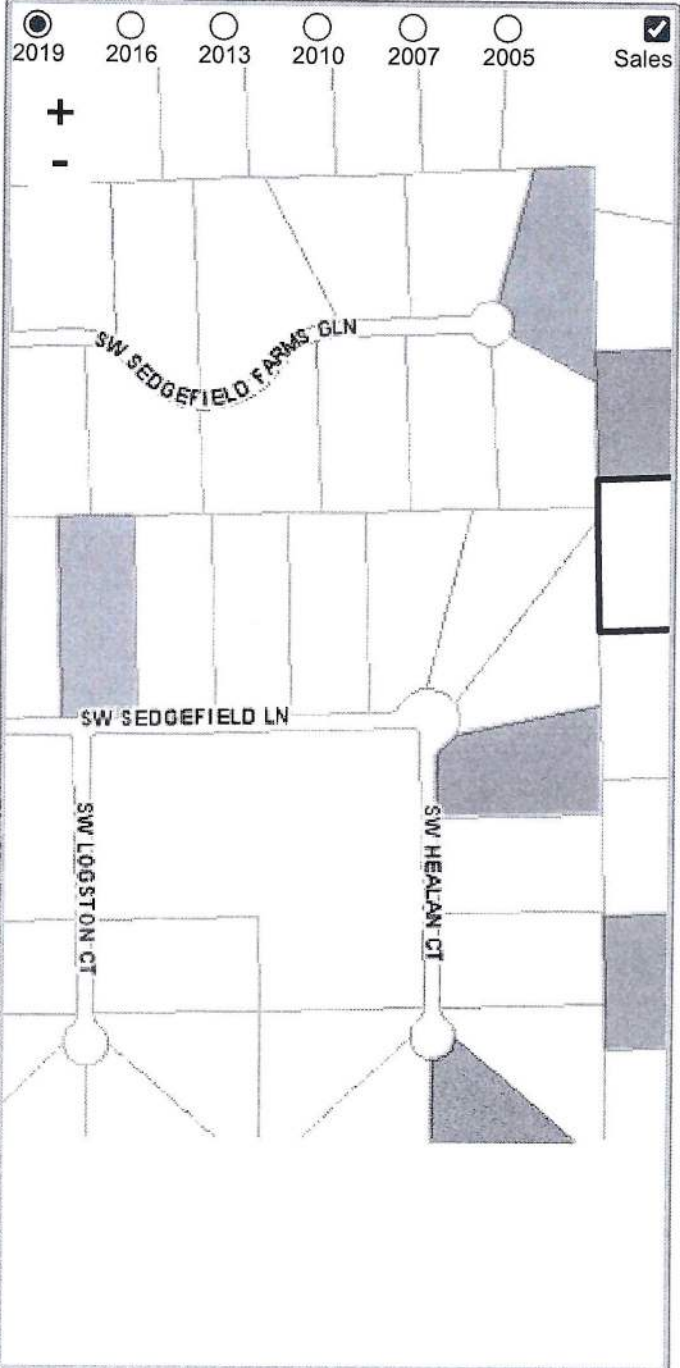 2019 2016 2013 2010 2007 2005 Sales
+
-
SW SEDGEFIELD FARMS GLN
SW SEDGEFIELD LN
SW LOGSTON CT
SW HEALAN CT